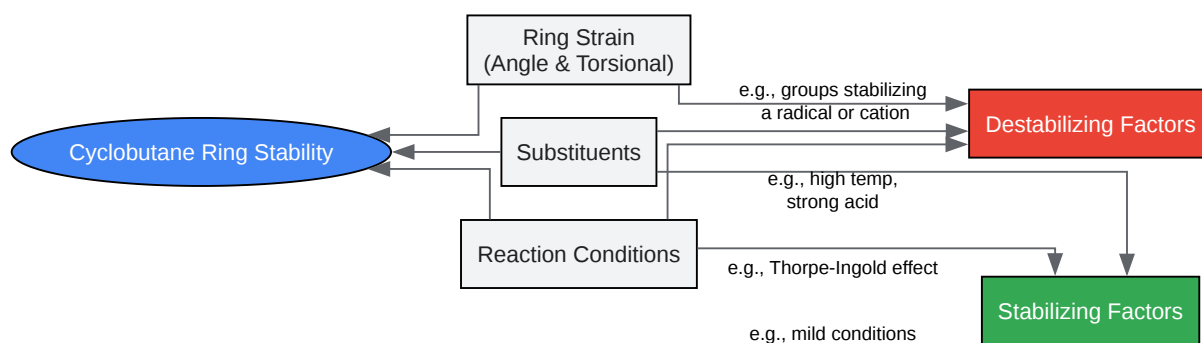 Ring Strain
(Angle & Torsional)
e.g., groups stabilizing
a radical or cation
Destabilizing Factors
Cyclobutane Ring Stability
Substituents
e.g., high temp,
strong acid
Reaction Conditions
e.g., Thorpe-Ingold effect
Stabilizing Factors
e.g., mild conditions